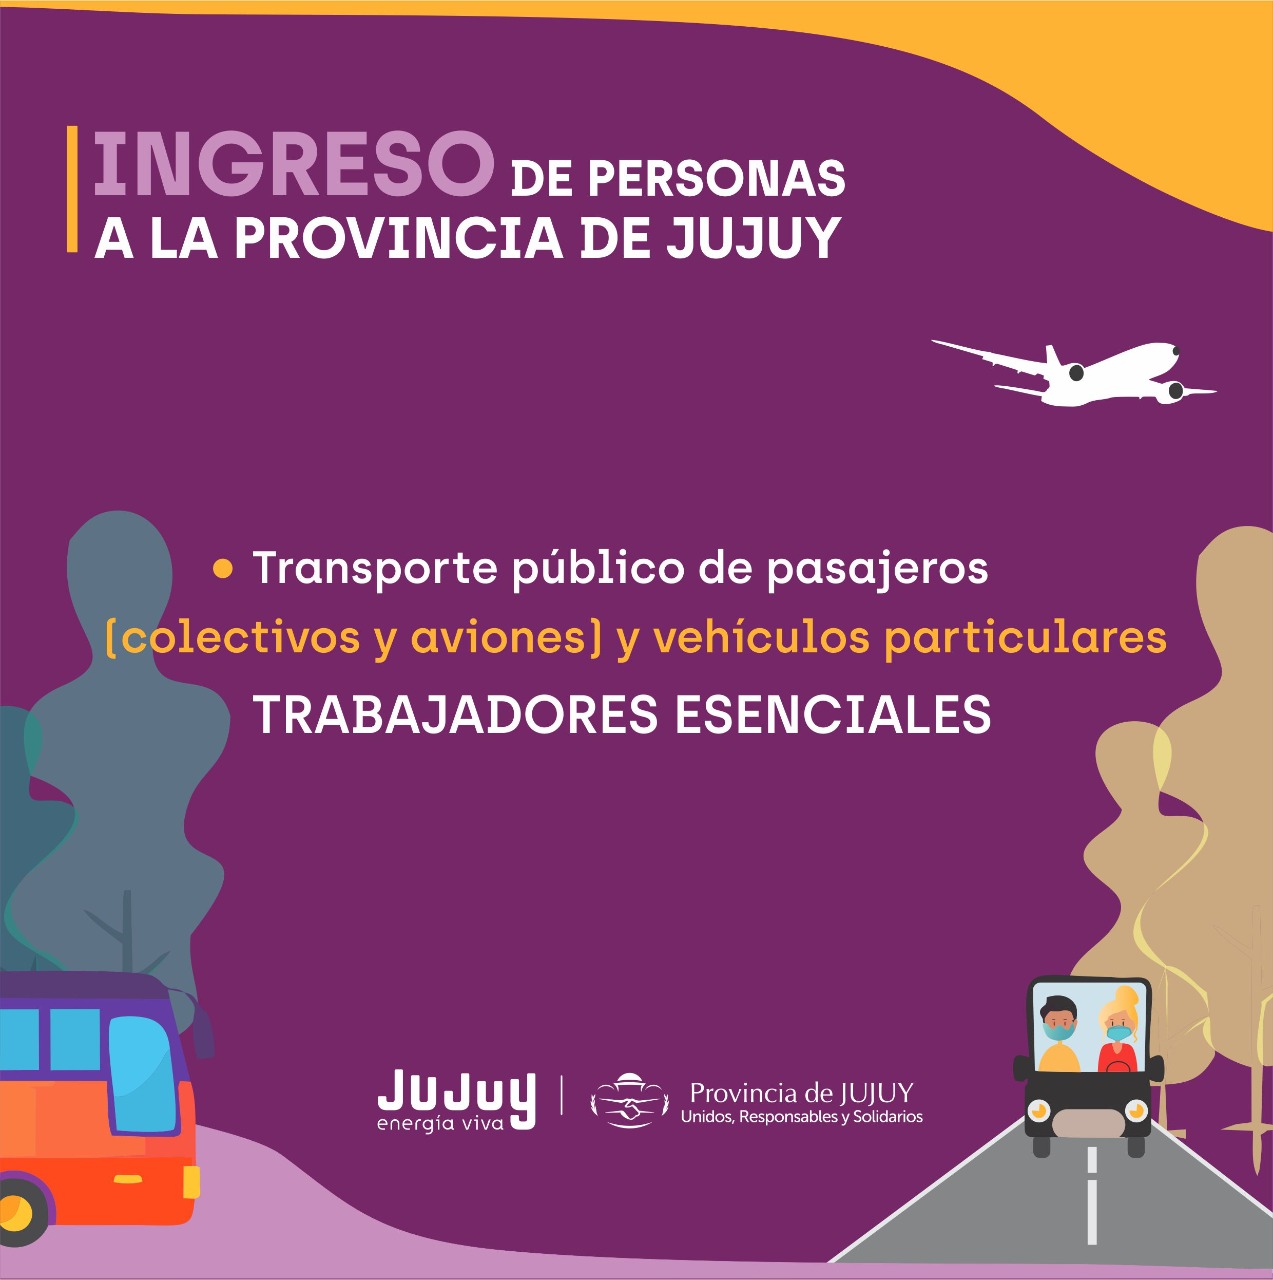 INGRESO DE PERSONAS
A LA PROVINCIA DE JUJUY
• Transporte público de pasajeros
(colectivos y aviones) y vehículos particulares
TRABAJADORES ESENCIALES
Jujuy
energía viva
Provincia de JUJUY
Unidos, Responsables y Solidarios